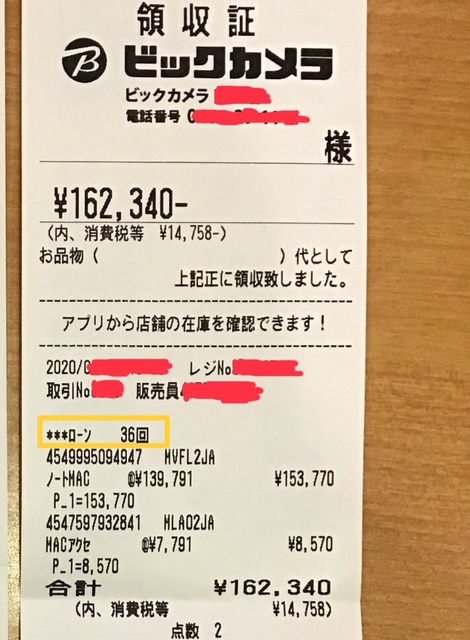 領収証
B ビックカメラ
ビックカメラ
電話番号
様
¥162,340-
(内、消費税等 ¥14,758-)
お品物( )代として
上記正に領収致しました。
アプリから店舗の在庫を確認できます!
2020/0 レジNo
取引No 販売員
***ローン 36回
4549995094947 MVFL2JA
ノートMAC @¥139,791 ¥153,770
P_1=153,770
4547597932841 MLA02JA
MACアクセ @¥7,791 ¥8,570
P_1=8,570
合計 ¥162,340
(内、消費税等 ¥14,758)
点数 2